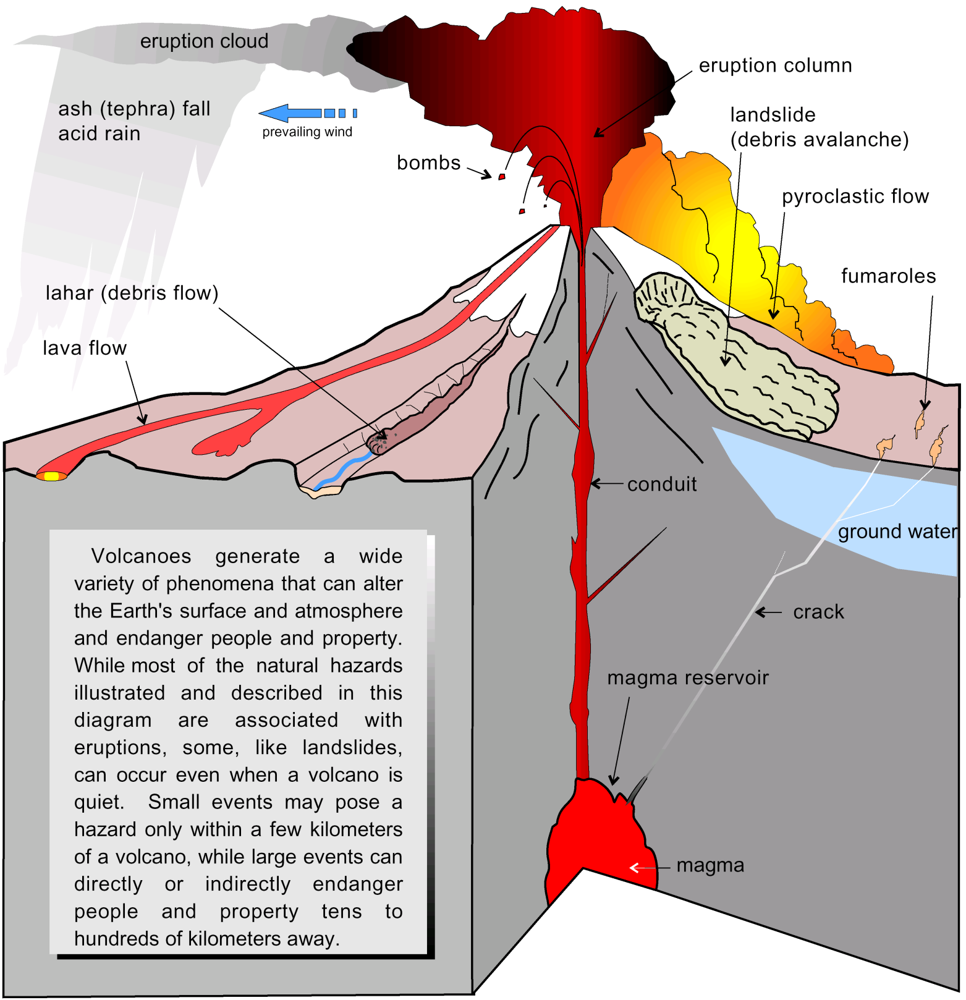 eruption cloud
eruption column
ash (tephra) fall
acid rain
prevailing wind
landslide
(debris avalanche)
bombs
pyroclastic flow
fumaroles
lahar (debris flow)
lava flow
conduit
ground water
crack
magma reservoir
magma
Volcanoes generate a wide
variety of phenomena that can alter
the Earth's surface and atmosphere
and endanger people and property.
While most of the natural hazards
illustrated and described in this
diagram are associated with
eruptions, some, like landslides,
can occur even when a volcano is
quiet. Small events may pose a
hazard only within a few kilometers
of a volcano, while large events can
directly or indirectly endanger
people and property tens to
hundreds of kilometers away.